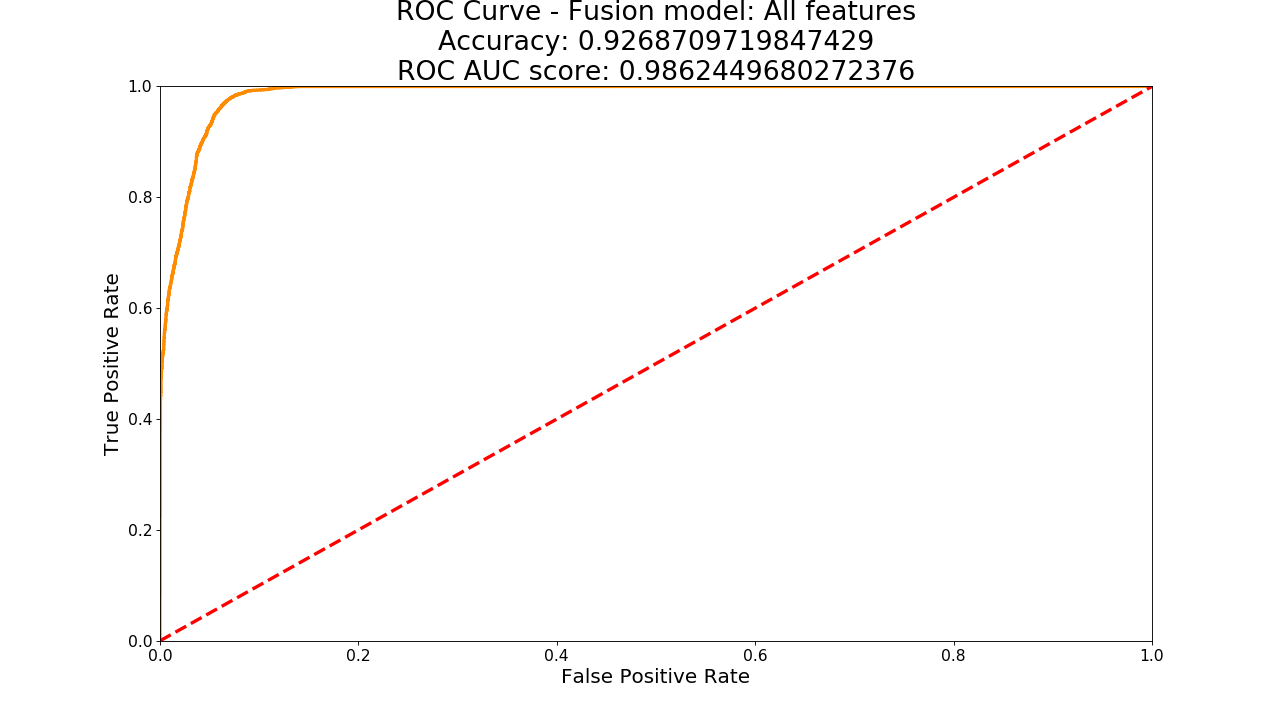 ROC Curve - Fusion model: All features
Accuracy: 0.9268709719847429
ROC AUC score: 0.9862449680272376
1.0
0.8
0.6
0.4
0.2
0.0
True Positive Rate
0.0 0.2 0.4 0.6 0.8 1.0
False Positive Rate